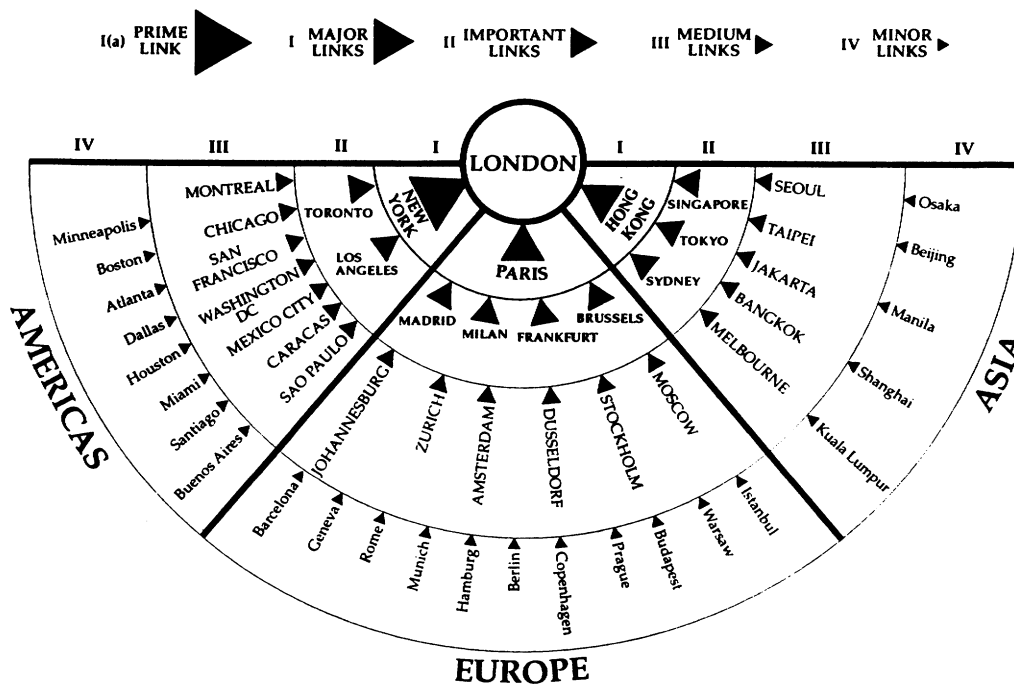 I(a) PRIME LINK
I MAJOR LINKS
II IMPORTANT LINKS
III MEDIUM LINKS
IV MINOR LINKS
IV
III
II
I
LONDON
I
II
III
IV
NEW YORK
TORONTO
LOS ANGELES
MONTREAL
CHICAGO
SAN FRANCISCO
WASHINGTON DC
MEXICO CITY
CARACAS
SAO PAULO
Minneapolis
Boston
Atlanta
Dallas
Houston
Miami
Santiago
Buenos Aires
AMERICAS
PARIS
MADRID
MILAN
FRANKFURT
BRUSSELS
JOHANNESBURG
ZURICH
AMSTERDAM
DUSSELDORF
STOCKHOLM
MOSCOW
Barcelona
Geneva
Rome
Munich
Hamburg
Berlin
Copenhagen
Prague
Budapest
Warsaw
Istanbul
EUROPE
HONG KONG
SINGAPORE
TOKYO
SYDNEY
SEOUL
TAIPEI
JAKARTA
BANGKOK
MELBOURNE
Osaka
Beijing
Manila
Shanghai
Kuala Lumpur
ASIA